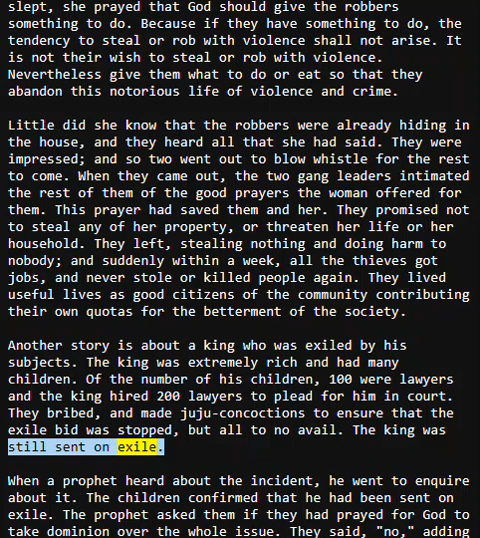 slept, she prayed that God should give the robbers
something to do. Because if they have something to do, the
tendency to steal or rob with violence shall not arise. It
is not their wish to steal or rob with violence.
Nevertheless give them what to do or eat so that they
abandon this notorious life of violence and crime.
Little did she know that the robbers were already hiding in
the house, and they heard all that she had said. They were
impressed; and so two went out to blow whistle for the rest
to come. When they came out, the two gang leaders intimated
the rest of them of the good prayers the woman offered for
them. This prayer had saved them and her. They promised not
to steal any of her property, or threaten her life or her
household. They left, stealing nothing and doing harm to
nobody; and suddenly within a week, all the thieves got
jobs, and never stole or killed people again. They lived
useful lives as good citizens of the community contributing
their own quotas for the betterment of the society.
Another story is about a king who was exiled by his
subjects. The king was extremely rich and had many
children. Of the number of his children, 100 were lawyers
and the king hired 200 lawyers to plead for him in court.
They bribed, and made juju-concoctions to ensure that the
exile bid was stopped, but all to no avail. The king was
still sent on exile.
When a prophet heard about the incident, he went to enquire
about it. The children confirmed that he had been sent on
exile. The prophet asked them if they had prayed for God to
take dominion over the whole issue. They said, "no," adding